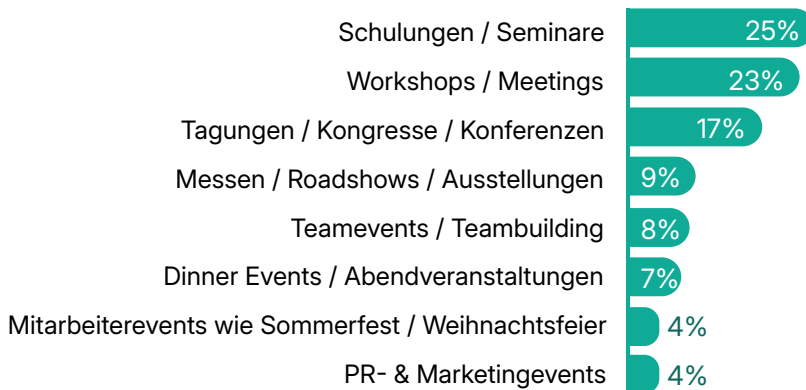 Schulungen / Seminare 25%
Workshops / Meetings 23%
Tagungen / Kongresse / Konferenzen 17%
Messen / Roadshows / Ausstellungen 9%
Teamevents / Teambuilding 8%
Dinner Events / Abendveranstaltungen 7%
Mitarbeiterevents wie Sommerfest / Weihnachtsfeier 4%
PR- & Marketingevents 4%